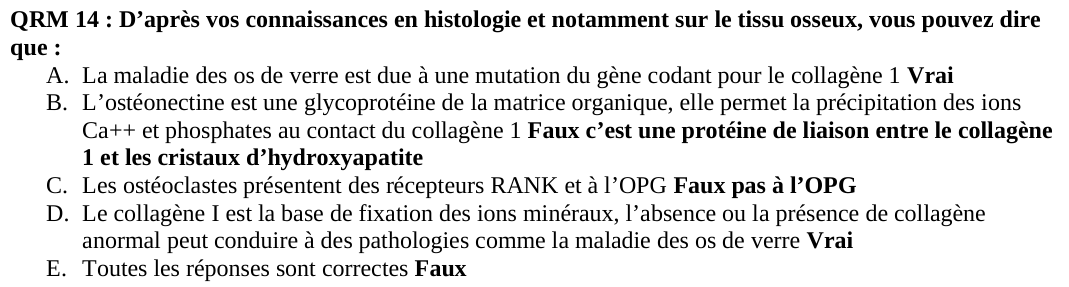 QRM 14 : D’après vos connaissances en histologie et notamment sur le tissu osseux, vous pouvez dire
que :
A. La maladie des os de verre est due à une mutation du gène codant pour le collagène 1 Vrai
B. L’ostéonectine est une glycoprotéine de la matrice organique, elle permet la précipitation des ions
Ca++ et phosphates au contact du collagène 1 Faux c’est une protéine de liaison entre le collagène
1 et les cristaux d’hydroxyapatite
C. Les ostéoclastes présentent des récepteurs RANK et à l’OPG Faux pas à l’OPG
D. Le collagène I est la base de fixation des ions minéraux, l’absence ou la présence de collagène
anormal peut conduire à des pathologies comme la maladie des os de verre Vrai
E. Toutes les réponses sont correctes Faux